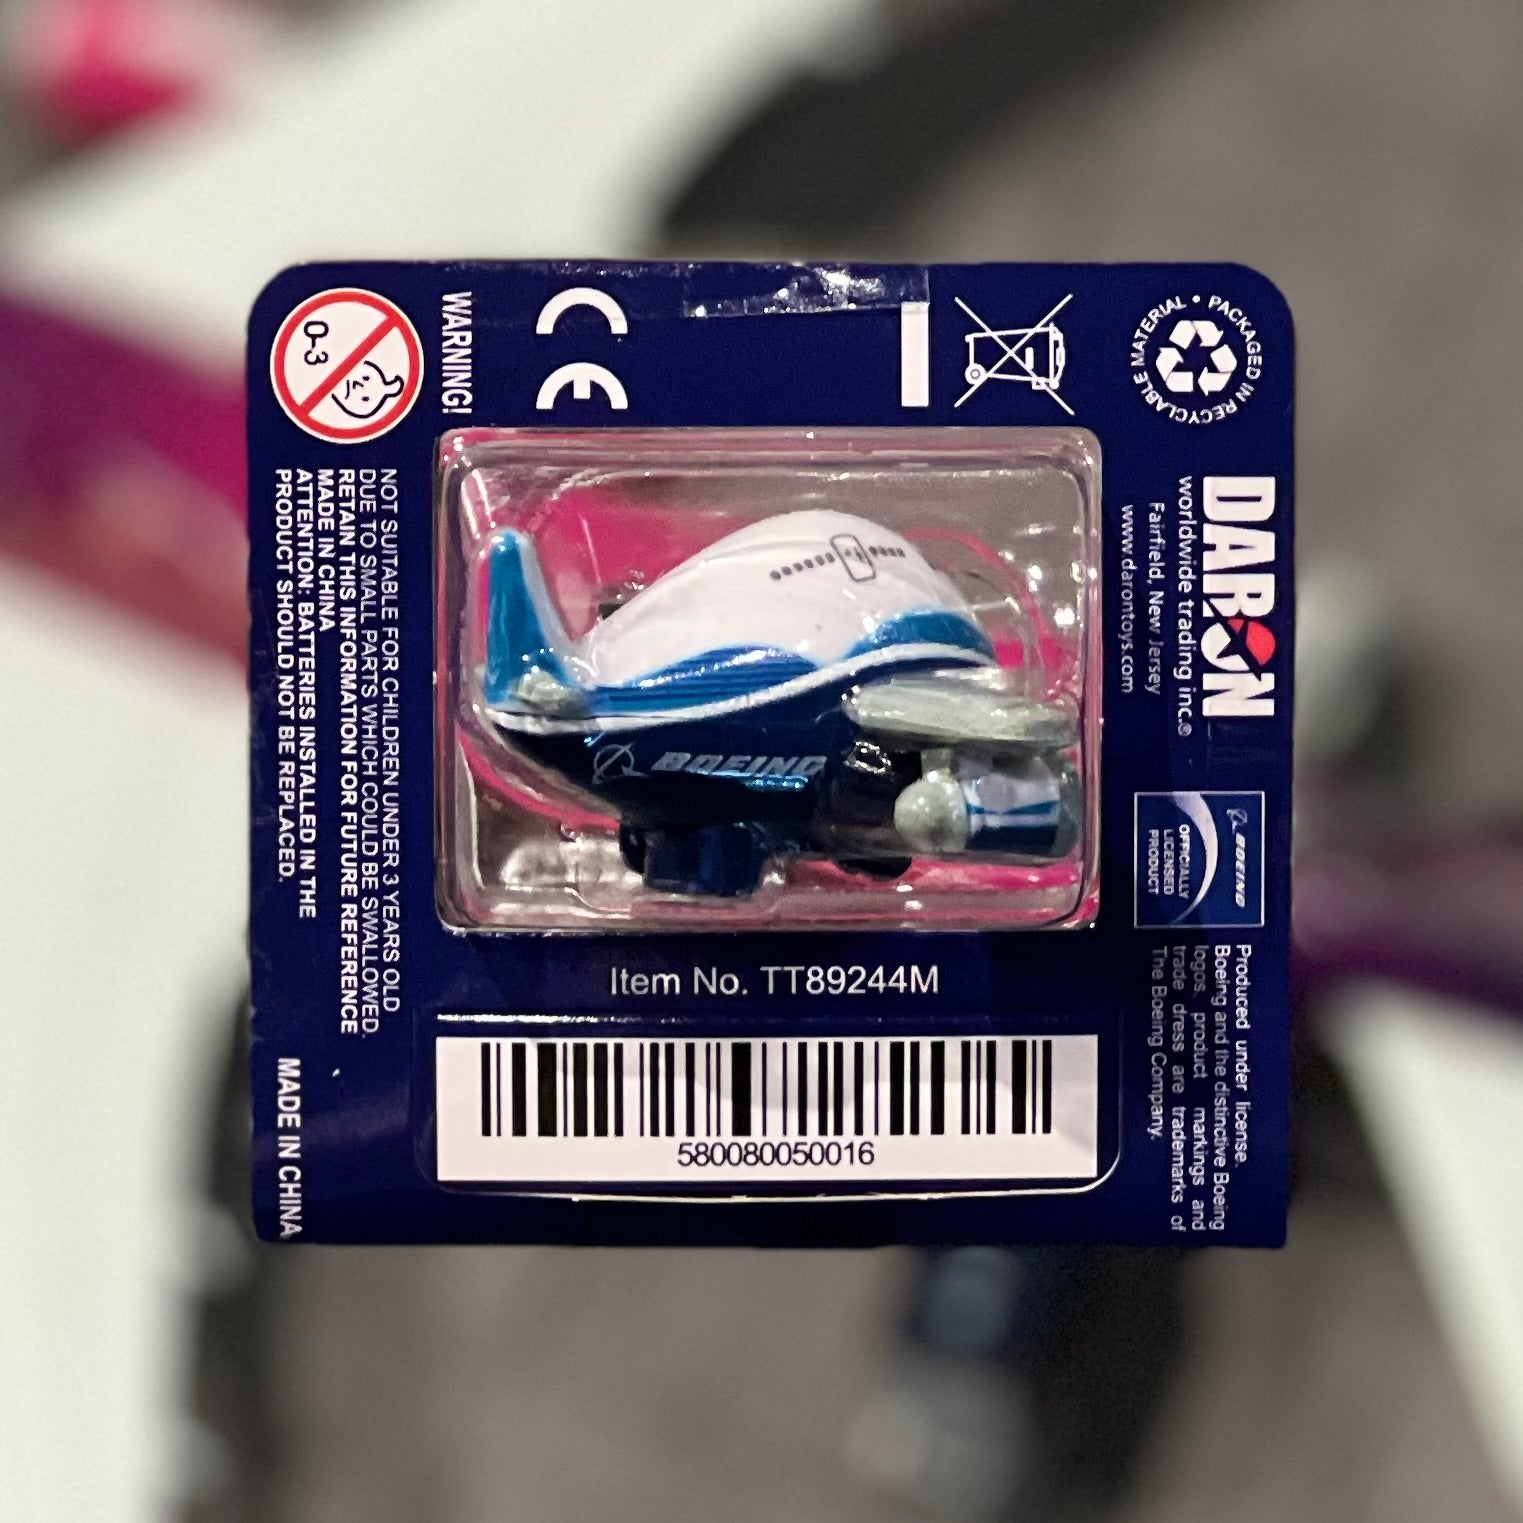 0-3
WARNING!
NOT SUITABLE FOR CHILDREN UNDER 3 YEARS OLD
DUE TO SMALL PARTS WHICH COULD BE SWALLOWED.
RETAIN THIS INFORMATION FOR FUTURE REFERENCE
MADE IN CHINA
ATTENTION: BATTERIES INSTALLED IN THE
PRODUCT SHOULD NOT BE REPLACED.
MADE IN CHINA
CE
PACKAGED IN RECYCLABLE MATERIAL •
DARON
worldwide trading inc.®
Fairfield, New Jersey
www.darontoys.com
BOEING
OFFICIALLY
LICENSED
PRODUCT
Produced under license.
Boeing and the distinctive Boeing
logos, product markings and
trade dress are trademarks of
The Boeing Company.
BOEING
Item No. TT89244M
580080050016